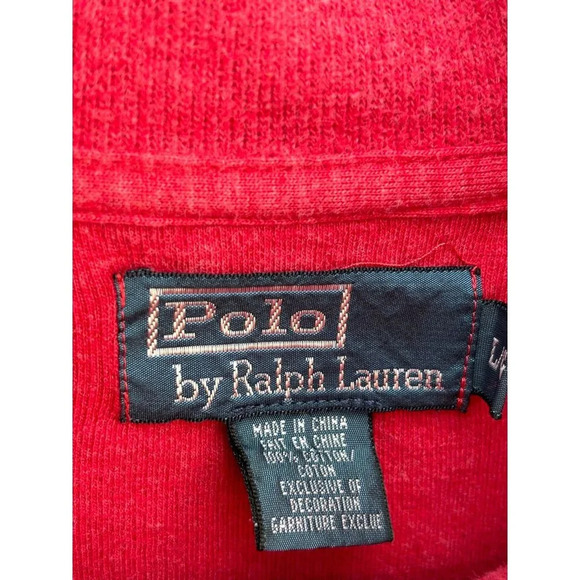 Polo
by Ralph Lauren
MADE IN CHINA
FAIT EN CHINE
100% COTTON/
COTON
EXCLUSIVE OF
DECORATION
GARNITURE EXCLUE